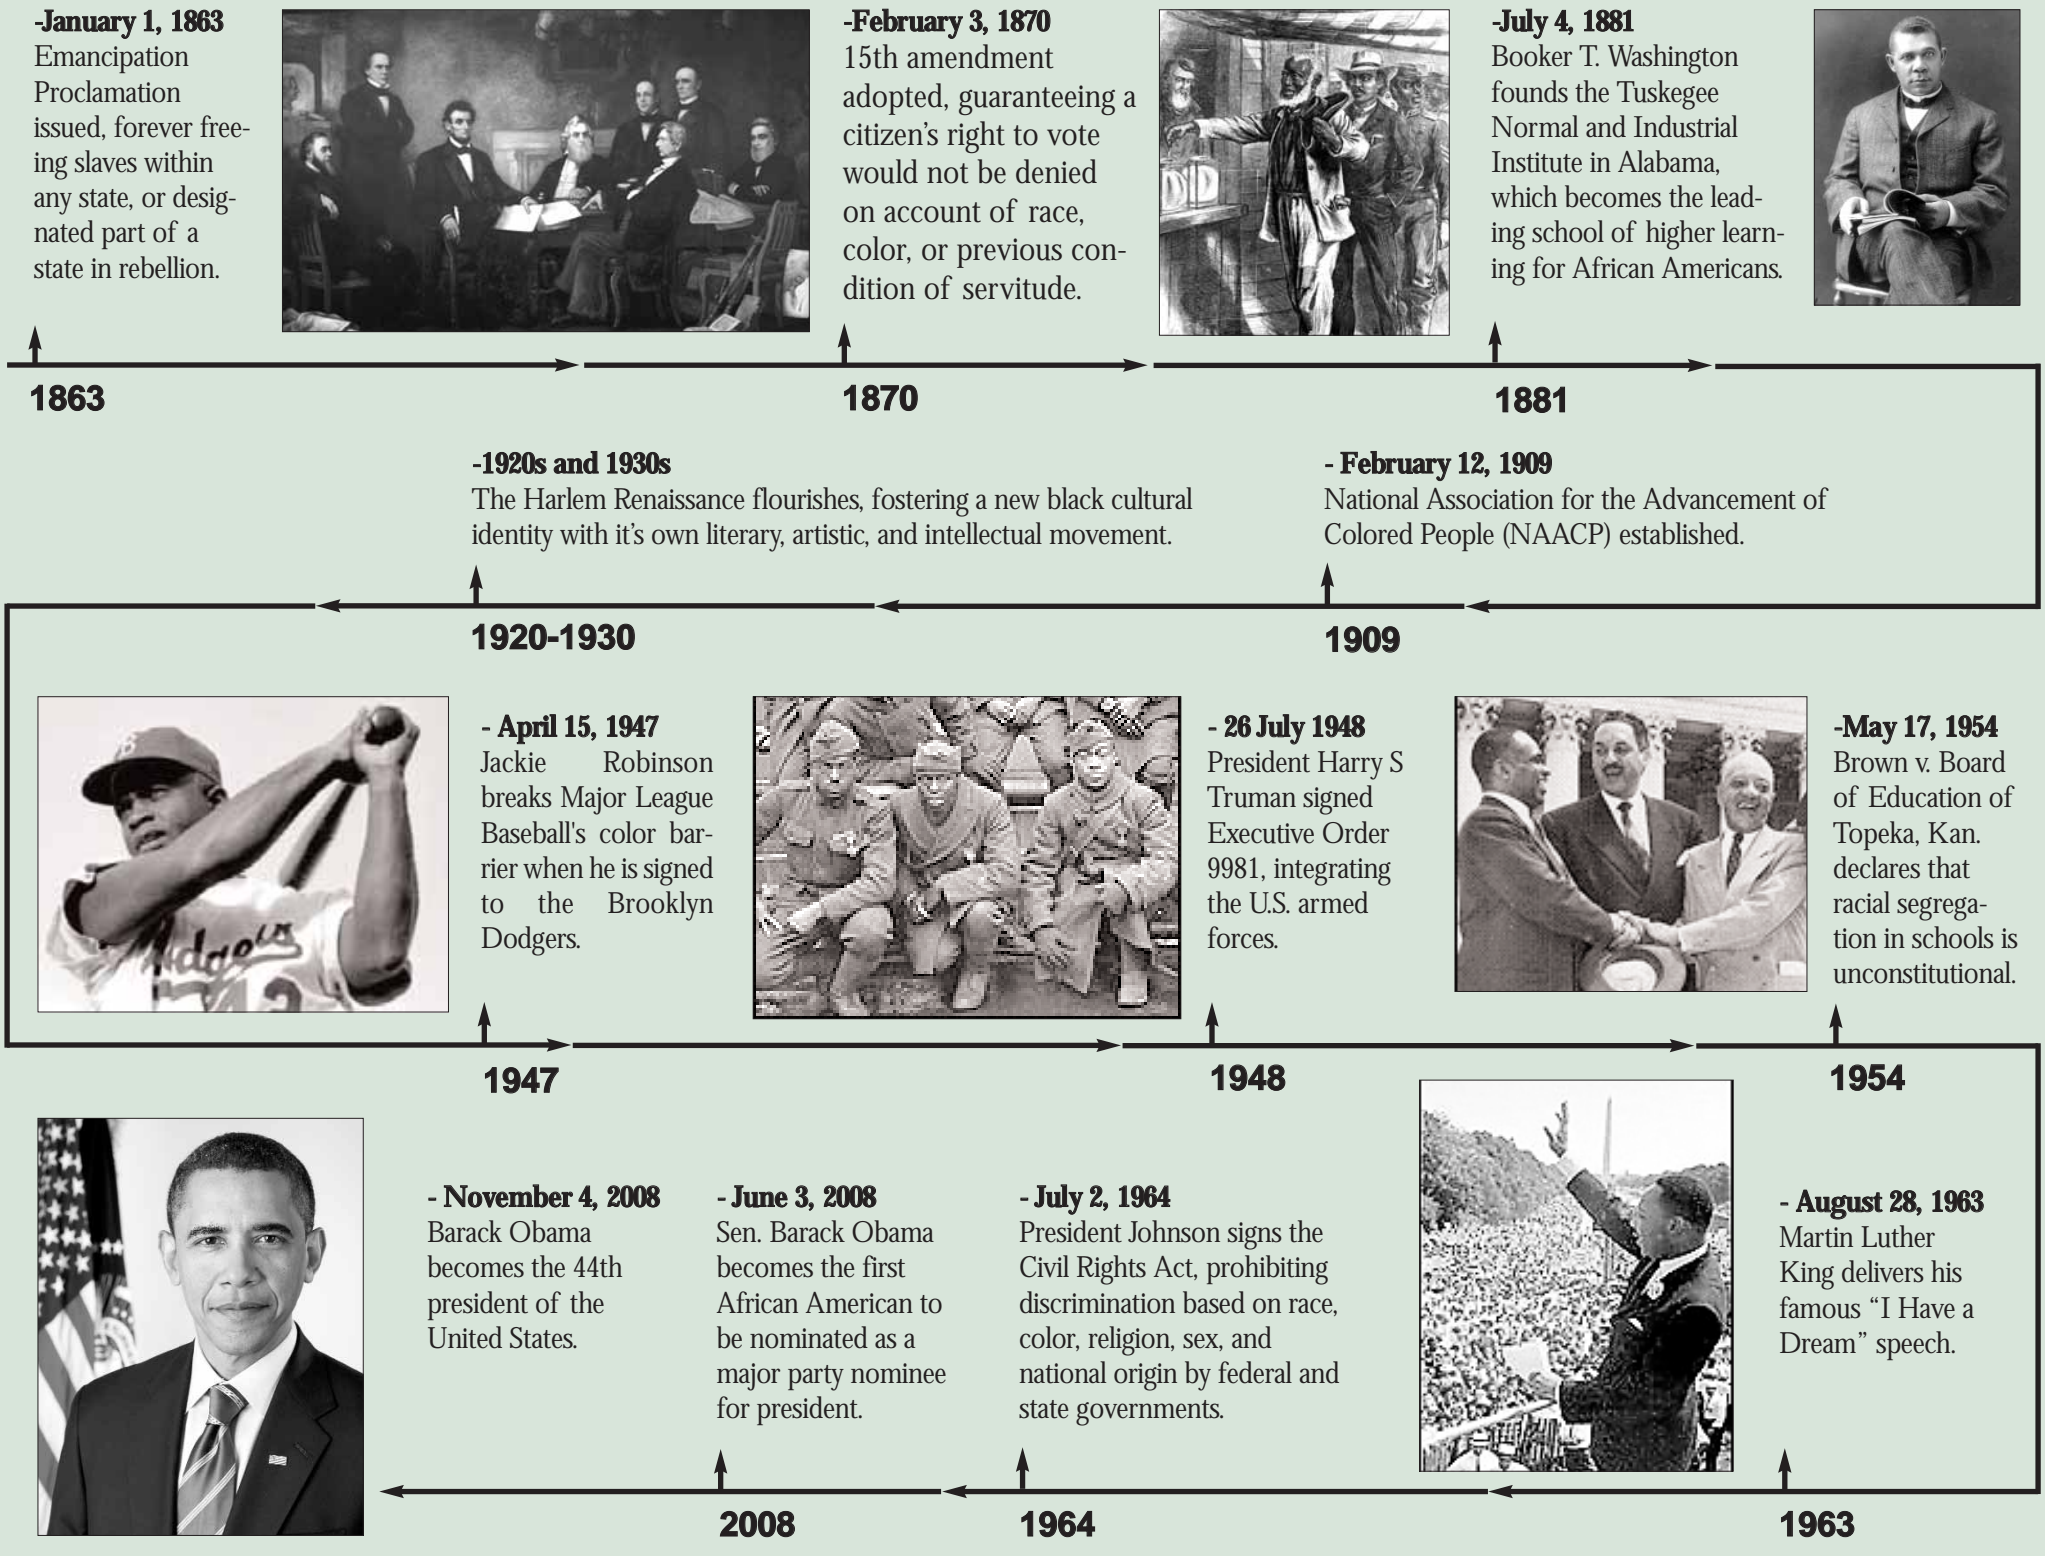 -January 1, 1863
Emancipation
Proclamation
issued, forever free-
ing slaves within
any state, or desig-
nated part of a
state in rebellion.
-February 3, 1870
15th amendment
adopted, guaranteeing a
citizen's right to vote
would not be denied
on account of race,
color, or previous con-
dition of servitude.
-July 4, 1881
Booker T. Washington
founds the Tuskegee
Normal and Industrial
Institute in Alabama,
which becomes the lead-
ing school of higher learn-
ing for African Americans.
1863
1870
1881
- February 12, 1909
National Association for the Advancement of
Colored People (NAACP) established.
-1920s and 1930s
The Harlem Renaissance flourishes, fostering a new black cultural
identity with it's own literary, artistic, and intellectual movement.
1909
1920-1930
B
Dodgers
42
- April 15, 1947
Jackie Robinson
breaks Major League
Baseball's color bar-
rier when he is signed
to the Brooklyn
Dodgers.
- 26 July 1948
President Harry S
Truman signed
Executive Order
9981, integrating
the U.S. armed
forces.
-May 17, 1954
Brown v. Board
of Education of
Topeka, Kan.
declares that
racial segrega-
tion in schools is
unconstitutional.
1947
1948
1954
- August 28, 1963
Martin Luther
King delivers his
famous “I Have a
Dream” speech.
- July 2, 1964
President Johnson signs the
Civil Rights Act, prohibiting
discrimination based on race,
color, religion, sex, and
national origin by federal and
state governments.
- June 3, 2008
Sen. Barack Obama
becomes the first
African American to
be nominated as a
major party nominee
for president.
- November 4, 2008
Barack Obama
becomes the 44th
president of the
United States.
1963
1964
2008